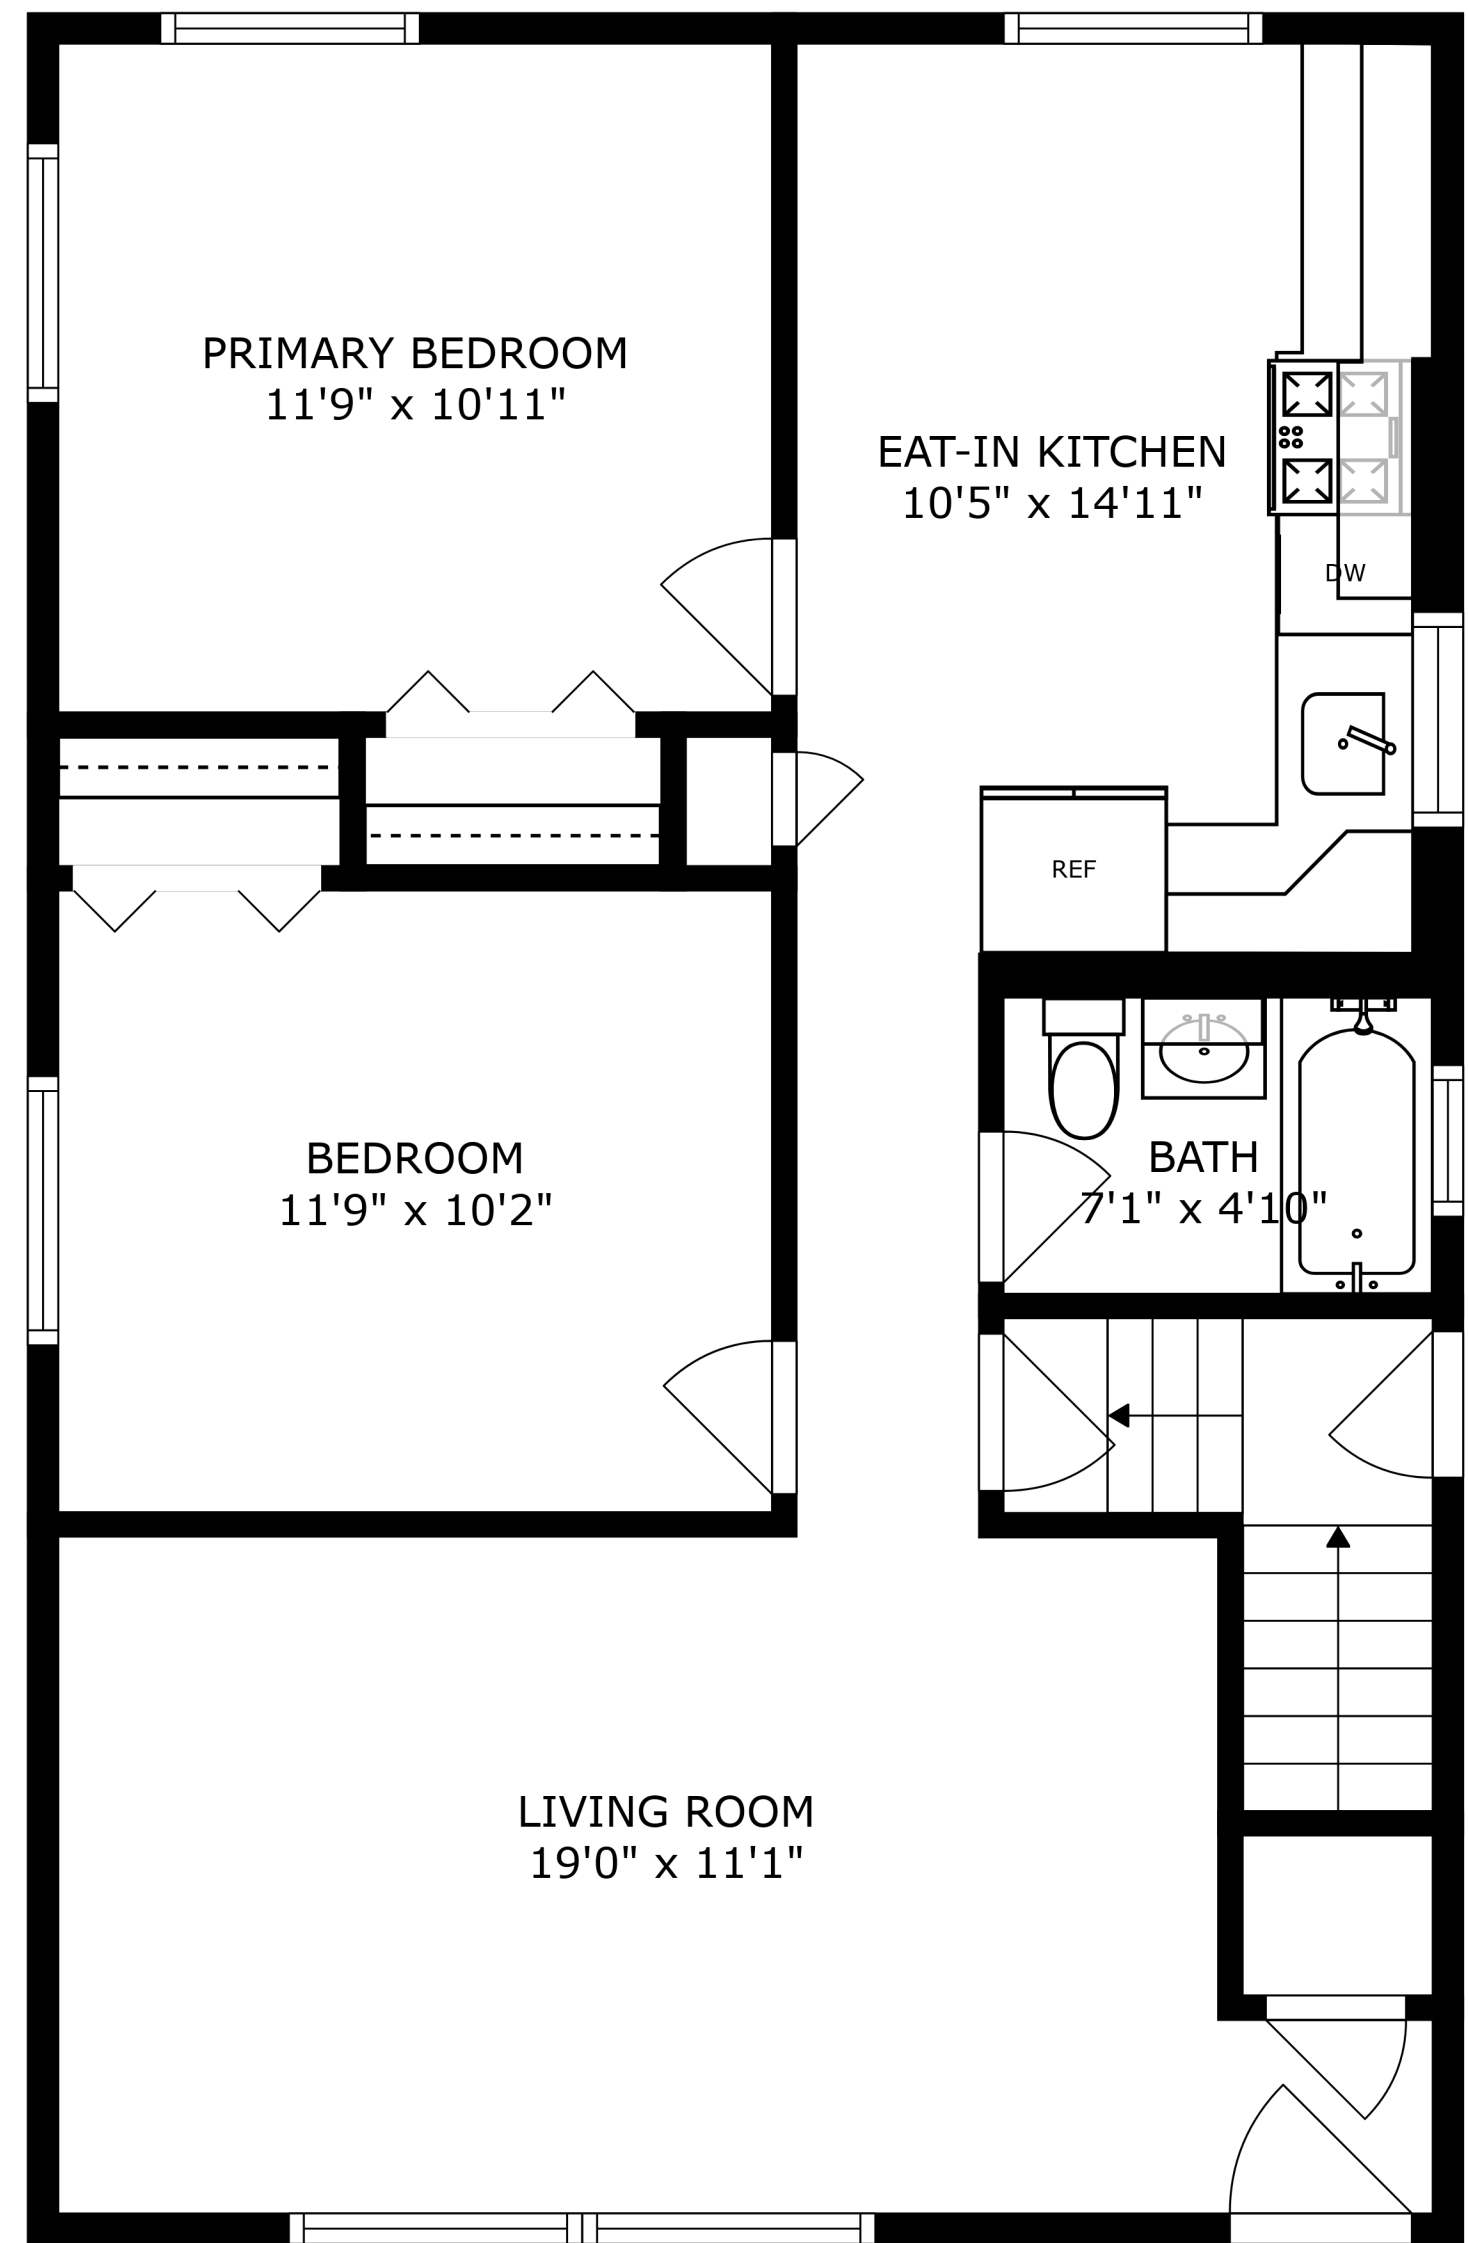 PRIMARY BEDROOM
11'9" x 10'11"
EAT-IN KITCHEN
10'5" x 14'11"
DW
REF
BEDROOM
11'9" x 10'2"
BATH
7'1" x 4'10"
LIVING ROOM
19'0" x 11'1"